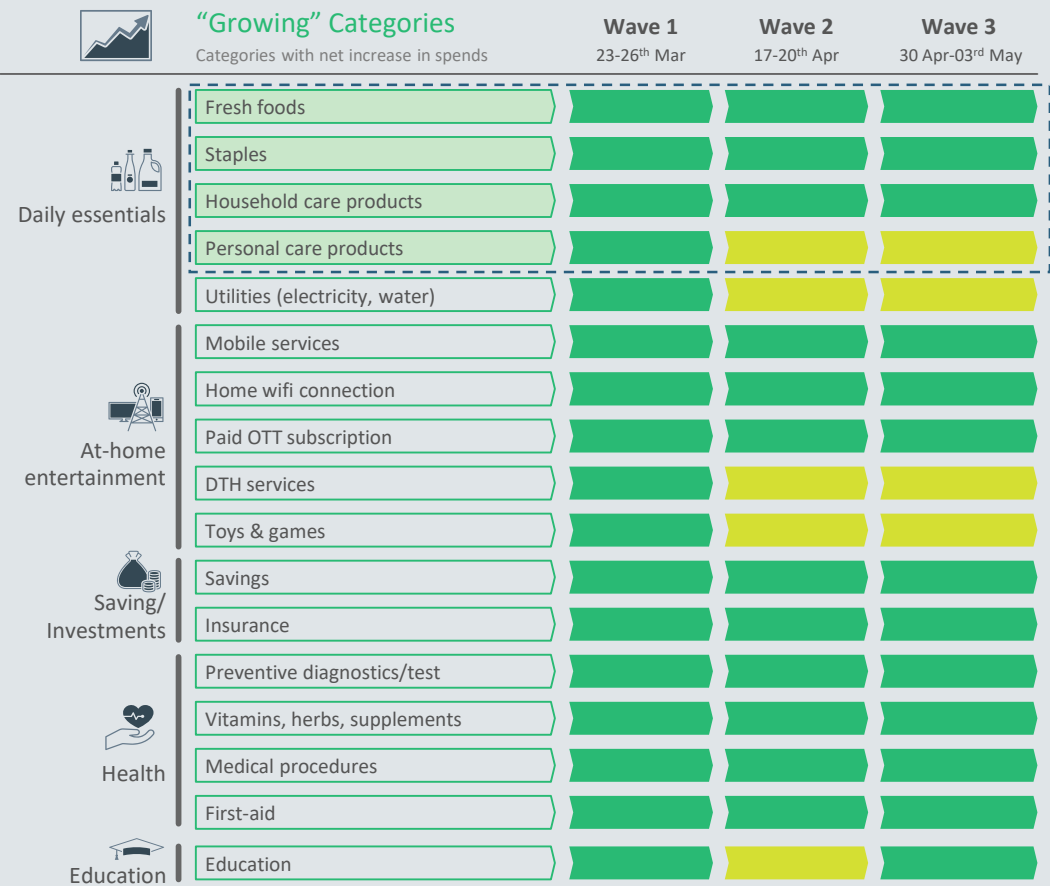 “Growing” Categories
Categories with net increase in spends
Wave 1
23-26th Mar
Wave 2
17-20th Apr
Wave 3
30 Apr-03rd May
Daily essentials
Fresh foods
Staples
Household care products
Personal care products
Utilities (electricity, water)
At-home
entertainment
Mobile services
Home wifi connection
Paid OTT subscription
DTH services
Toys & games
Saving/
Investments
Savings
Insurance
Health
Preventive diagnostics/test
Vitamins, herbs, supplements
Medical procedures
First-aid
Education
Education